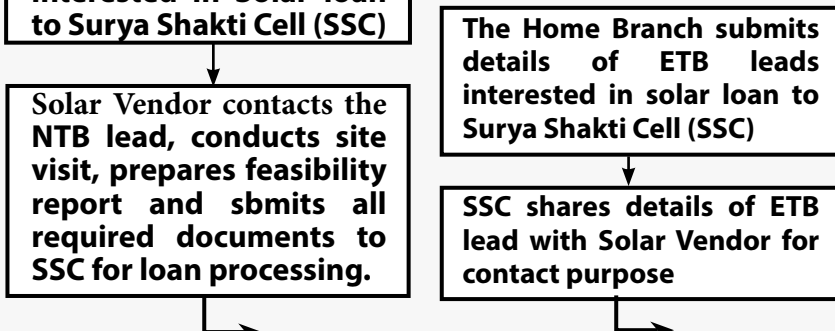 interested in Solar loan
to Surya Shakti Cell (SSC)
Solar Vendor contacts the
NTB lead, conducts site
visit, prepares feasibility
report and sbmits all
required documents to
SSC for loan processing.
The Home Branch submits
details of ETB leads
interested in solar loan to
Surya Shakti Cell (SSC)
SSC shares details of ETB
lead with Solar Vendor for
contact purpose